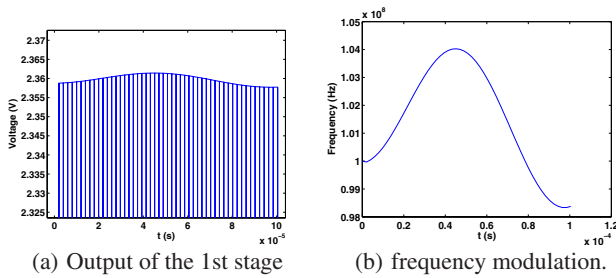 2.37
2.365
2.36
2.355
2.35
2.345
2.34
2.335
2.33
2.325
Voltage (V)
0 2 4 6 8 10
t (s)
x 10⁻⁵
(a) Output of the 1st stage
x 10⁸
1.05
1.04
1.03
1.02
1.01
1
0.99
0.98
Frequency (Hz)
0 0.2 0.4 0.6 0.8 1 1.2
t (s)
x 10⁻⁴
(b) frequency modulation.